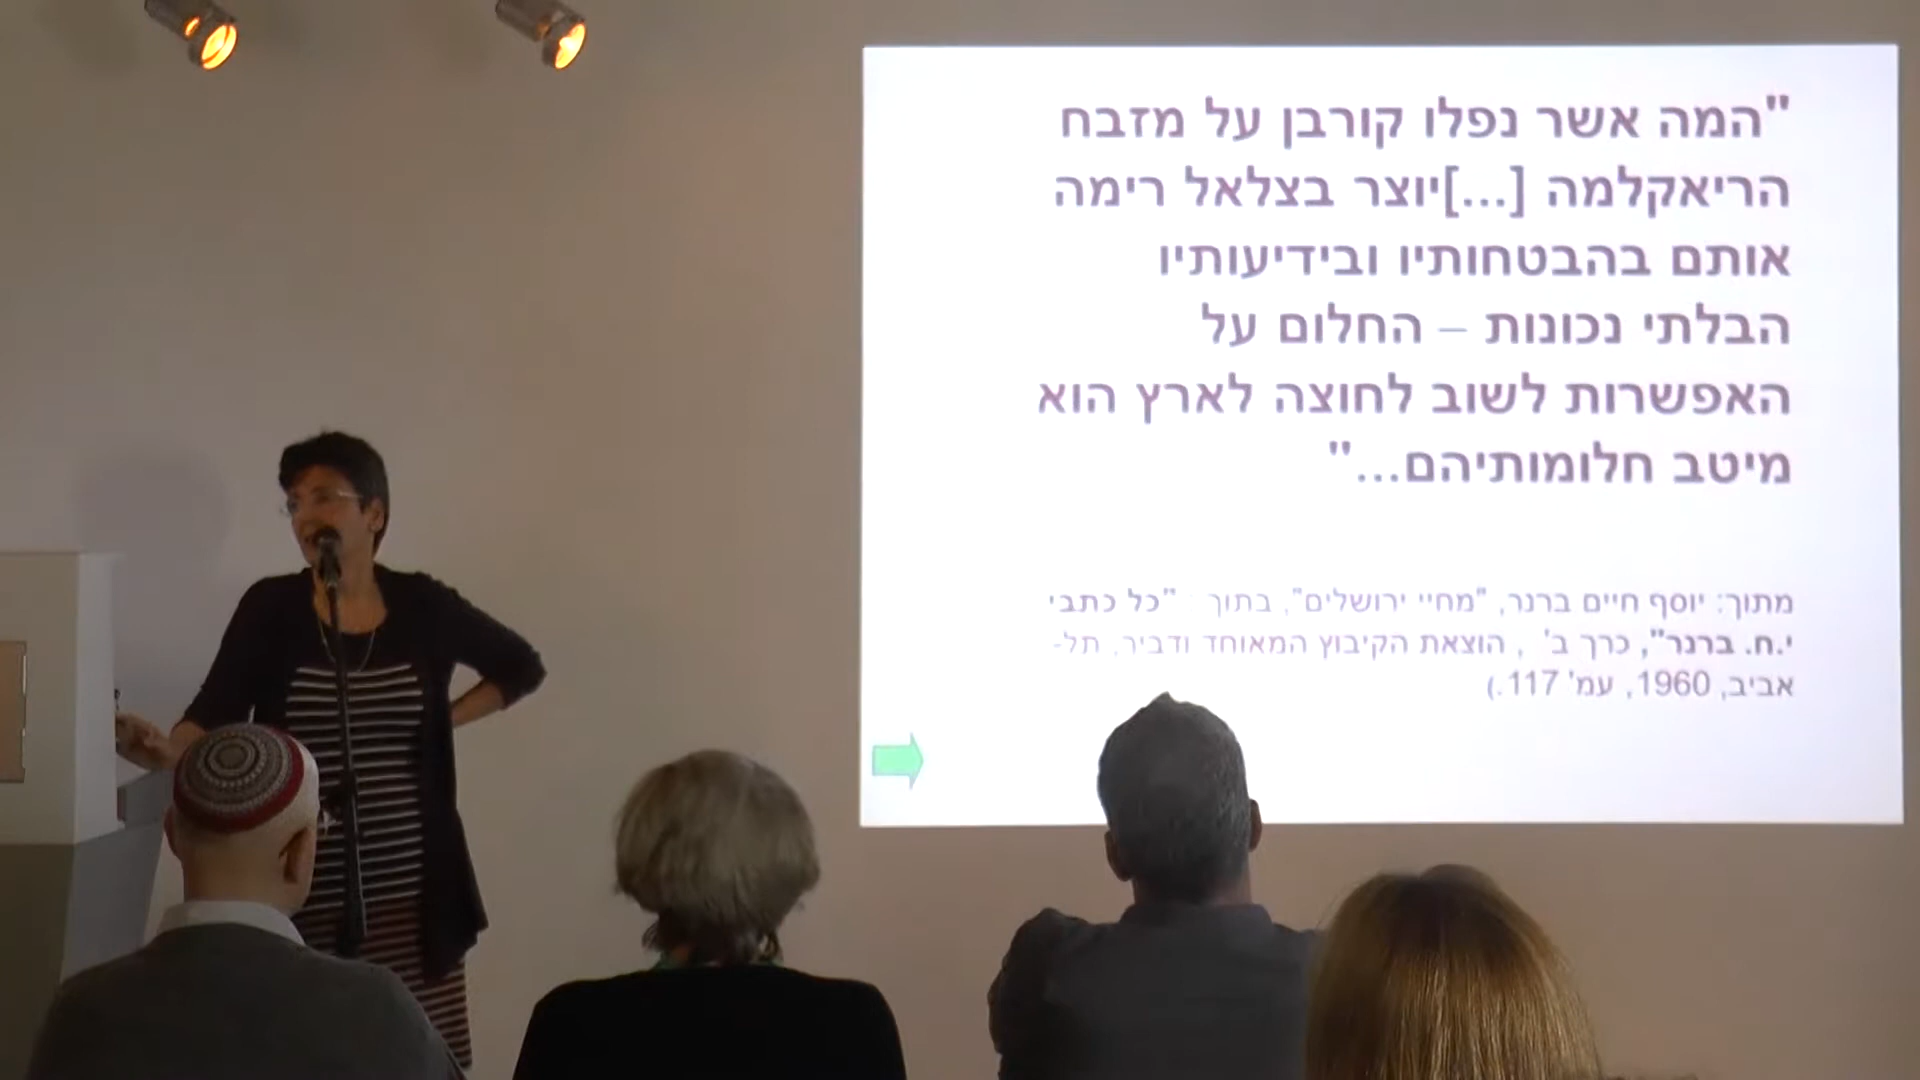 "המה אשר נפלו קורבן על מזבח
הריאקלמה [...]יוצר בצלאל רימה
אותם בהבטחותיו ובידיעותיו
הבלתי נכונות – החלום על
האפשרות לשוב לחוצה לארץ הוא
מיטב חלומותיהם..."
מתוך: יוסף חיים ברנר, "מחיי ירושלים", בתוך "כל כתבי
י.ח. ברנר", כרך ב' , הוצאת הקיבוץ המאוחד ודביר, תל-
אביב, 1960, עמ' 117.)